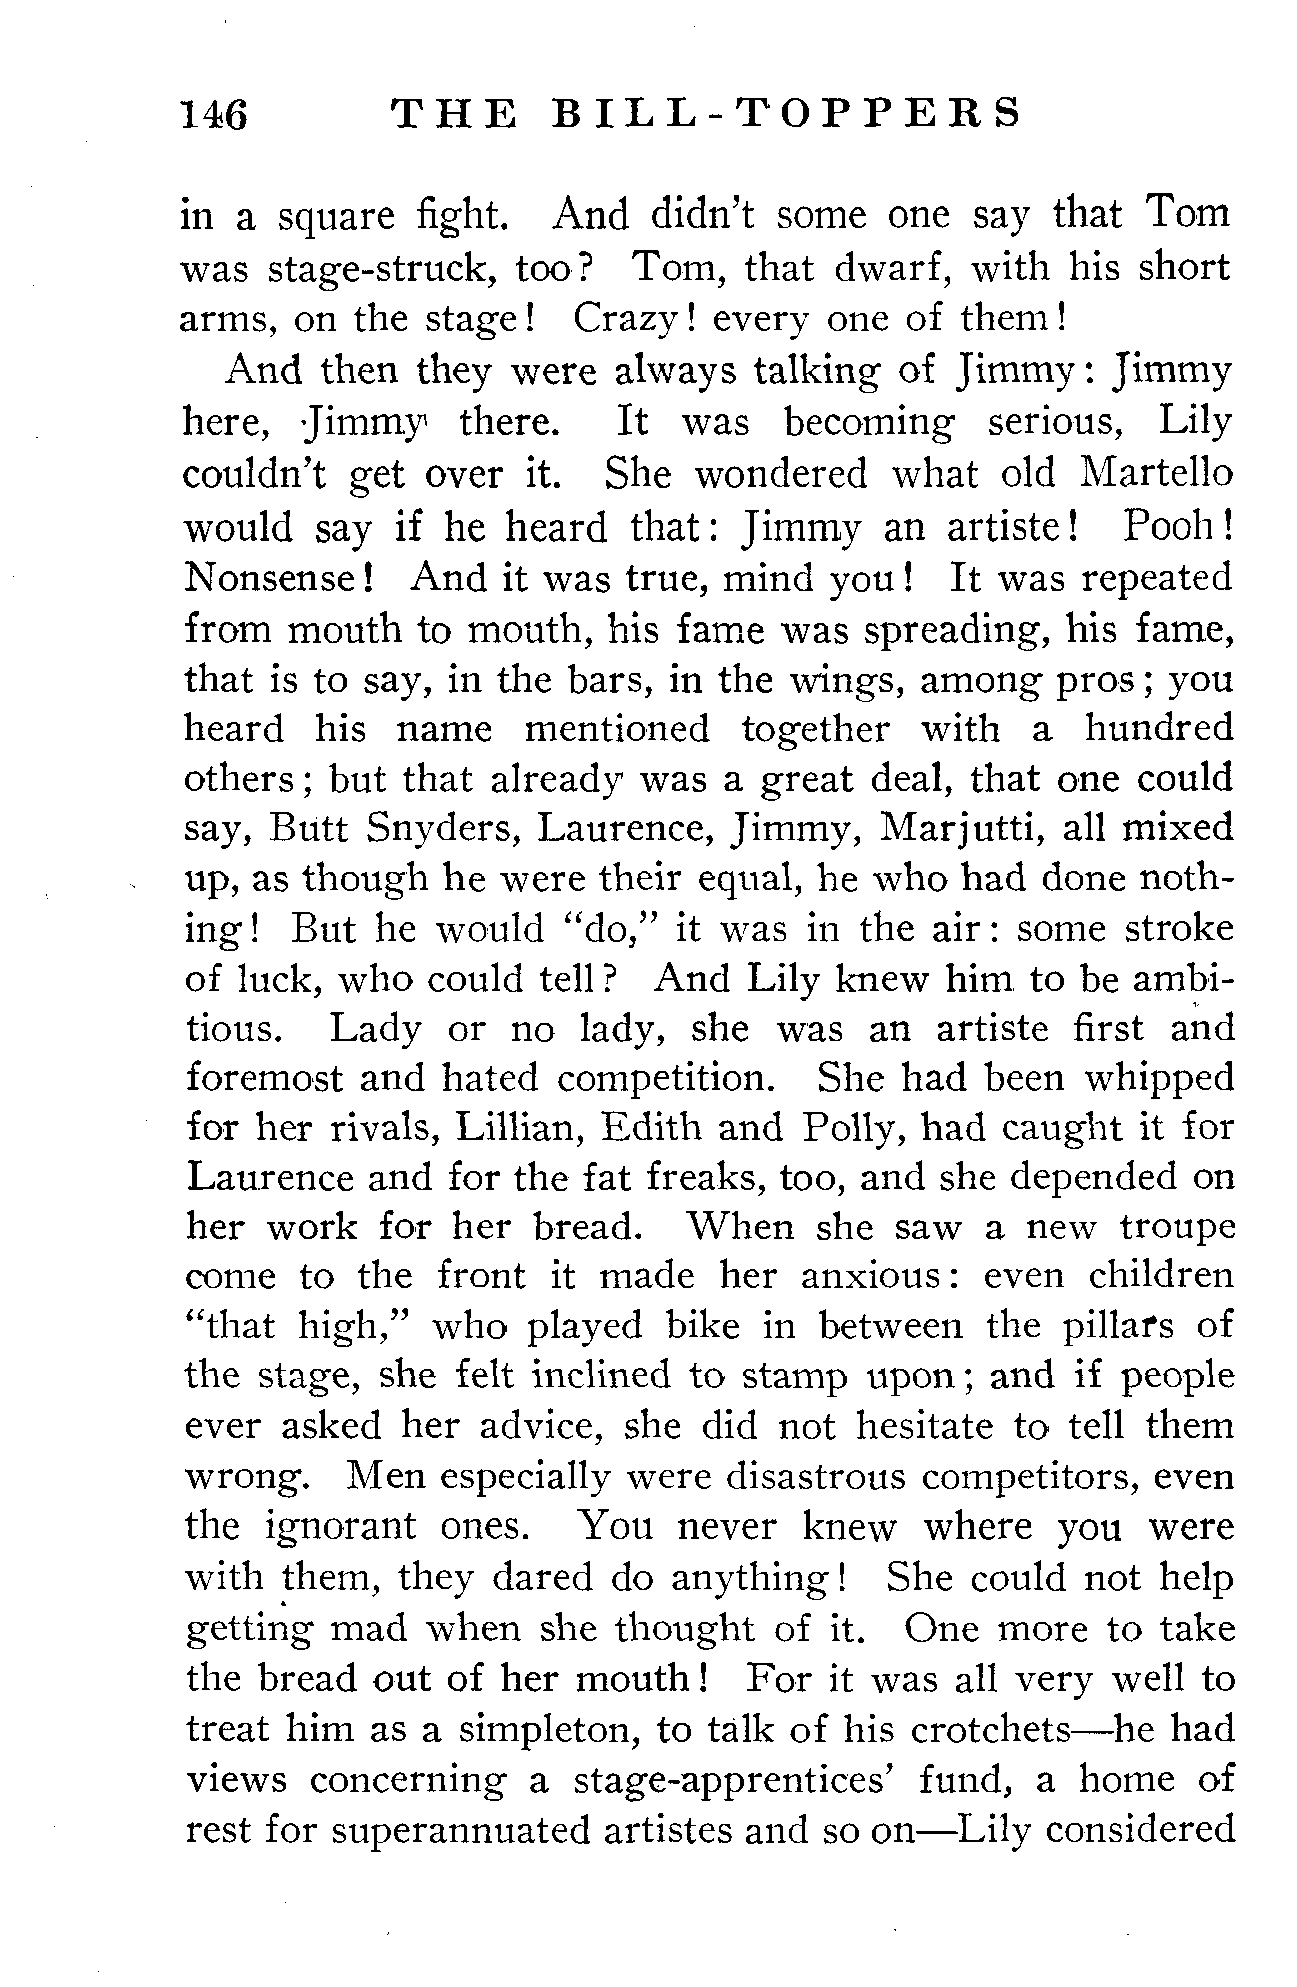 146 THE BILL-TOPPERS
in a square fight. And didn't some one say that Tom
was stage-struck, too? Tom, that dwarf, with his short
arms, on the stage! Crazy! every one of them!
And then they were always talking of Jimmy: Jimmy
here, Jimmy there. It was becoming serious, Lily
couldn't get over it. She wondered what old Martello
would say if he heard that: Jimmy an artiste! Pooh!
Nonsense! And it was true, mind you! It was repeated
from mouth to mouth, his fame was spreading, his fame,
that is to say, in the bars, in the wings, among pros; you
heard his name mentioned together with a hundred
others; but that already was a great deal, that one could
say, Butt Snyders, Laurence, Jimmy, Marjutti, all mixed
up, as though he were their equal, he who had done noth-
ing! But he would "do," it was in the air: some stroke
of luck, who could tell? And Lily knew him to be ambi-
tious. Lady or no lady, she was an artiste first and
foremost and hated competition. She had been whipped
for her rivals, Lillian, Edith and Polly, had caught it for
Laurence and for the fat freaks, too, and she depended on
her work for her bread. When she saw a new troupe
come to the front it made her anxious: even children
"that high," who played bike in between the pillars of
the stage, she felt inclined to stamp upon; and if people
ever asked her advice, she did not hesitate to tell them
wrong. Men especially were disastrous competitors, even
the ignorant ones. You never knew where you were
with them, they dared do anything! She could not help
getting mad when she thought of it. One more to take
the bread out of her mouth! For it was all very well to
treat him as a simpleton, to talk of his crotchets—he had
views concerning a stage-apprentices' fund, a home of
rest for superannuated artistes and so on—Lily considered